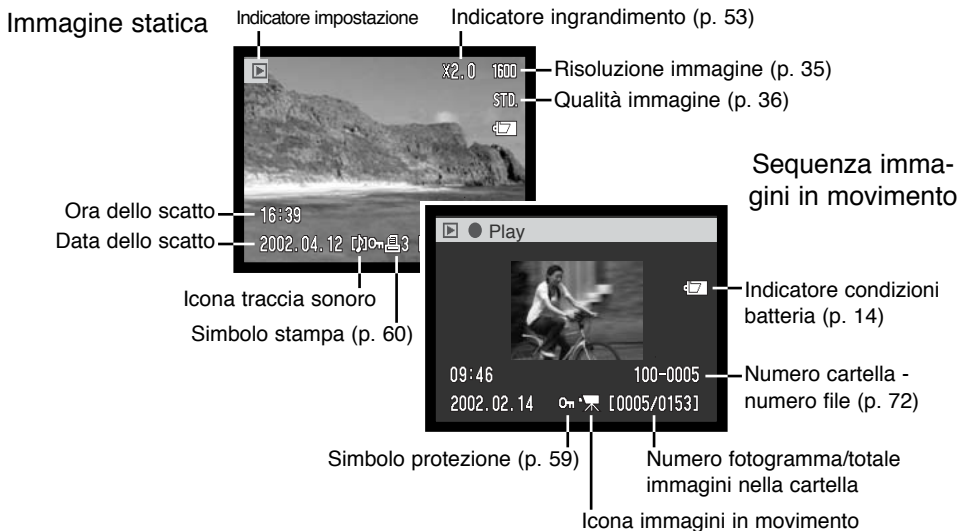 Immagine statica
Indicatore impostazione
Indicatore ingrandimento (p. 53)
X2.0 1600
Risoluzione immagine (p. 35)
STD.
Qualità immagine (p. 36)
Sequenza imma-
gini in movimento
Ora dello scatto
16:39
Data dello scatto
2002.04.12 3 [
Play
Icona traccia sonoro
Simbolo stampa (p. 60)
Indicatore condizioni
batteria (p. 14)
09:46 100-0005
Numero cartella -
numero file (p. 72)
2002.02.14 [0005/0153]
Simbolo protezione (p. 59)
Numero fotogramma/totale
immagini nella cartella
Icona immagini in movimento